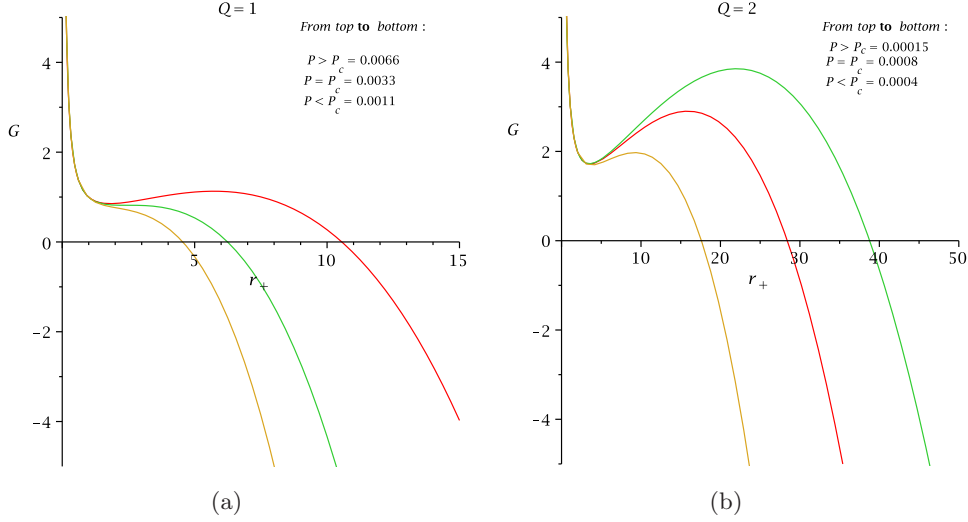 Q = 1
From top to bottom :
P > P_c = 0.0066
P = P_c = 0.0033
P < P_c = 0.0011
4
G
2
0
5
10
15
r_+
−2
−4
(a)
Q = 2
From top to bottom :
P > P_c = 0.00015
P = P_c = 0.0008
P < P_c = 0.0004
4
G
2
0
10
20
30
40
50
r_+
−2
−4
(b)